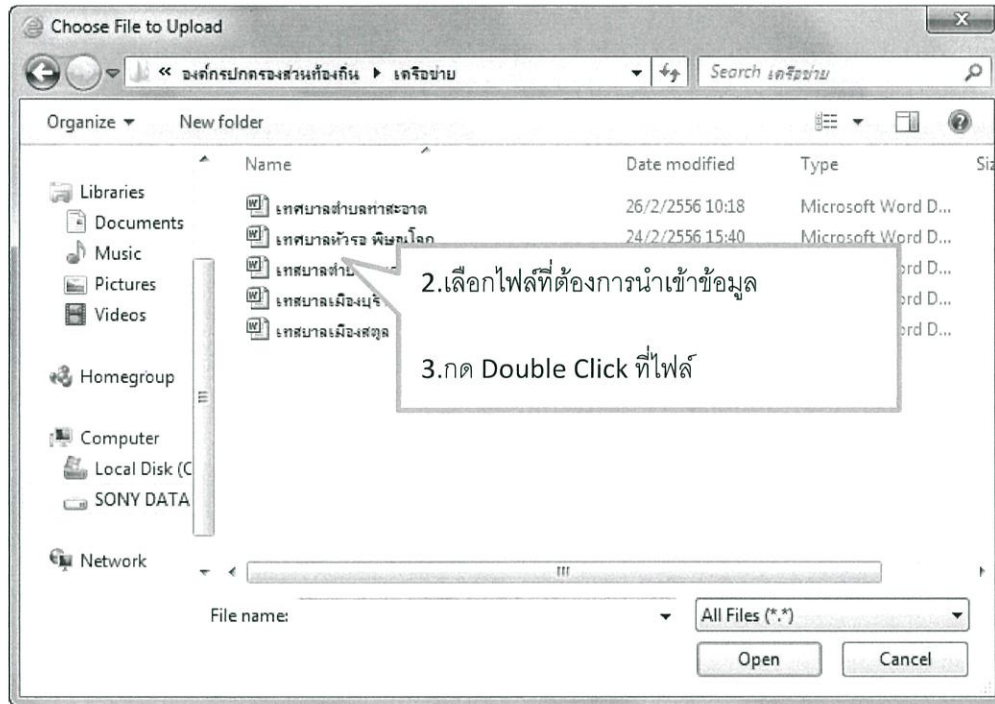 Choose File to Upload
« องค์กรปกครองส่วนท้องถิ่น ▸ เครือข่าย
Search เครือข่าย
Organize New folder
Name Date modified Type
Libraries
Documents
Music
Pictures
Videos
Homegroup
Computer
Local Disk (C
SONY DATA
Network
เทศบาลตำบลท่าสะอาด 26/2/2556 10:18 Microsoft Word D...
เทศบาลหัวรอ พิษณุโลก 24/2/2556 15:40 Microsoft Word D...
เทศบาลตำบ
เทศบาลเมืองบุรี
เทศบาลเมืองสตูล
2.เลือกไฟล์ที่ต้องการนำเข้าข้อมูล
3.กด Double Click ที่ไฟล์
File name: All Files (*.*)
Open Cancel